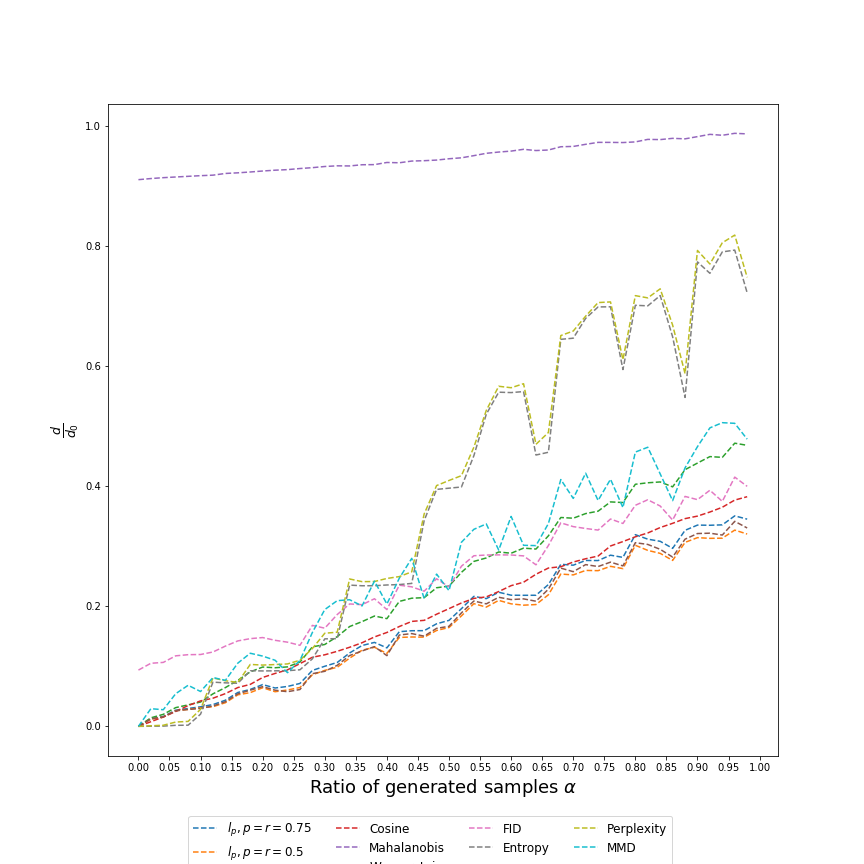 1.0
0.8
0.6
0.4
0.2
0.0
d/d₀
0.00 0.05 0.10 0.15 0.20 0.25 0.30 0.35 0.40 0.45 0.50 0.55 0.60 0.65 0.70 0.75 0.80 0.85 0.90 0.95 1.00
Ratio of generated samples α
lₚ, p = r = 0.75 Cosine FID Perplexity
lₚ, p = r = 0.5 Mahalanobis Entropy MMD